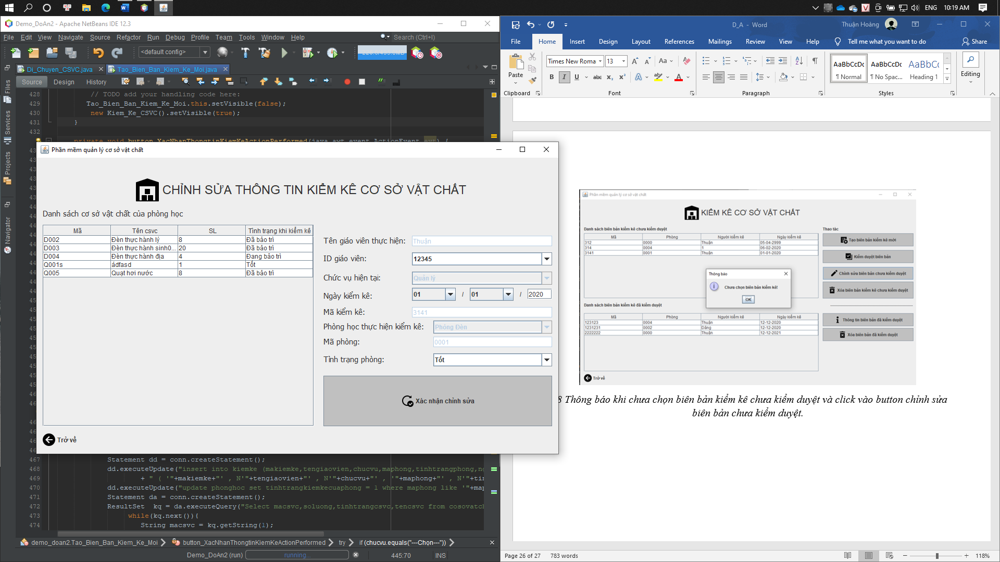 ENG 10:19 AM
Demo_DoAn2 - Apache NetBeans IDE 12.3
File Edit View Navigate Source Refactor Run Debug Profile Team Tools Window Help
Search (Ctrl+I)
<default config>
Di_Chuyen_CSVC.java
Tao_Bien_Ban_Kiem_Ke_Moi.java
Source Design History
Files
Services
Projects
Navigator
428 // TODO add your handling code here:
429 Tao_Bien_Ban_Kiem_Ke_Moi.this.setVisible(false);
430 new Kiem_Ke_CSVC().setVisible(true);
431 }
432
private void button_XacNhanThongtinKiemKeActionPerformed(java.awt.event.ActionEvent evt) {
Phần mềm quản lý cơ sở vật chất
CHỈNH SỬA THÔNG TIN KIỂM KÊ CƠ SỞ VẬT CHẤT
Danh sách cơ sở vật chất của phòng học
Mã Tên csvc SL Tình trạng khi kiểm kê
D002 Đèn thực hành lý 8 Đã bảo trì
D003 Đèn thực hành sinh0... 20 Đã bảo trì
D004 Đèn thực hành địa 4 Đang bảo trì
Q001s ádfasd 1 Tốt
Q005 Quạt hơi nước 8 Đã bảo trì
Tên giáo viên thực hiện: Thuận
ID giáo viên: 12345
Chức vụ hiện tại: Quản lý
Ngày kiểm kê: 01 / 01 / 2020
Mã kiểm kê: 3141
Phòng học thực hiện kiểm kê: Phòng Đèn
Mã phòng: 0001
Tình trạng phòng: Tốt
Xác nhận chỉnh sửa
Trở về
467 Statement dd = conn.createStatement();
468 dd.executeUpdate("insert into kiemke (makiemke,tengiaovien,chucvu,maphong,tinhtrangphong,ng
469 + " ( '"+makiemke+"' , N'"+tengiaovien+"' , N'"+chucvu+"' , '"+maphong+"' , N'"+tin
470 dd.executeUpdate("update phonghoc set tinhtrangkiemkecuaphong = 1 where maphong like '"+map
471 Statement da = conn.createStatement();
472 ResultSet kq = da.executeQuery("Select macsvc,soluong,tinhtrangcsvc,tencsvc from cosovatch
473 while(kq.next()){
474 String macsvc = kq.getString(1);
demo_doan2.Tao_Bien_Ban_Kiem_Ke_Moi button_XacNhanThongtinKiemKeActionPerformed try if (chucvu.equals("---Chọn---"))
Demo_DoAn2 (run) running... 445:70 INS
D_A - Word
Thuận Hoàng
File Home Insert Design Layout References Mailings Review View Help Tell me what you want to do Share
Paste
Times New Roma 13
AaBbCcDc AaBbCcDc AaBbCc
¶ Normal ¶ No Spac... Heading 1
Editing
Clipboard Font Paragraph Styles
Phần mềm quản lý cơ sở vật chất
KIỂM KÊ CƠ SỞ VẬT CHẤT
Danh sách biên bản kiểm kê chưa kiểm duyệt
Mã Phòng Người kiểm kê Ngày kiểm kê
312 0000 Thuận 05-04-2999
314 0004 1 06-02-2020
3141 0001 Thuận 01-01-2020
Thao tác
Tạo biên bản kiểm kê mới
Kiểm duyệt biên bản
Chỉnh sửa biên bản chưa kiểm duyệt
Xóa biên bản kiểm kê chưa kiểm duyệt
Thông báo
Chưa chọn biên bản kiểm kê!
OK
Danh sách biên bản kiểm kê đã kiểm duyệt
Mã Phòng Người kiểm kê Ngày kiểm kê
123123 0004 Thuận 12-12-2020
1231231 0002 Dâng 12-12-2020
2222222 0000 Thuận 12-12-2021
Thông tin biên bản đã kiểm duyệt
Xóa biên bản đã kiểm duyệt
Trở về
8 Thông báo khi chưa chọn biên bản kiểm kê chưa kiểm duyệt và click vào button chỉnh sửa
biên bản chưa kiểm duyệt.
Page 26 of 27 783 words 118%